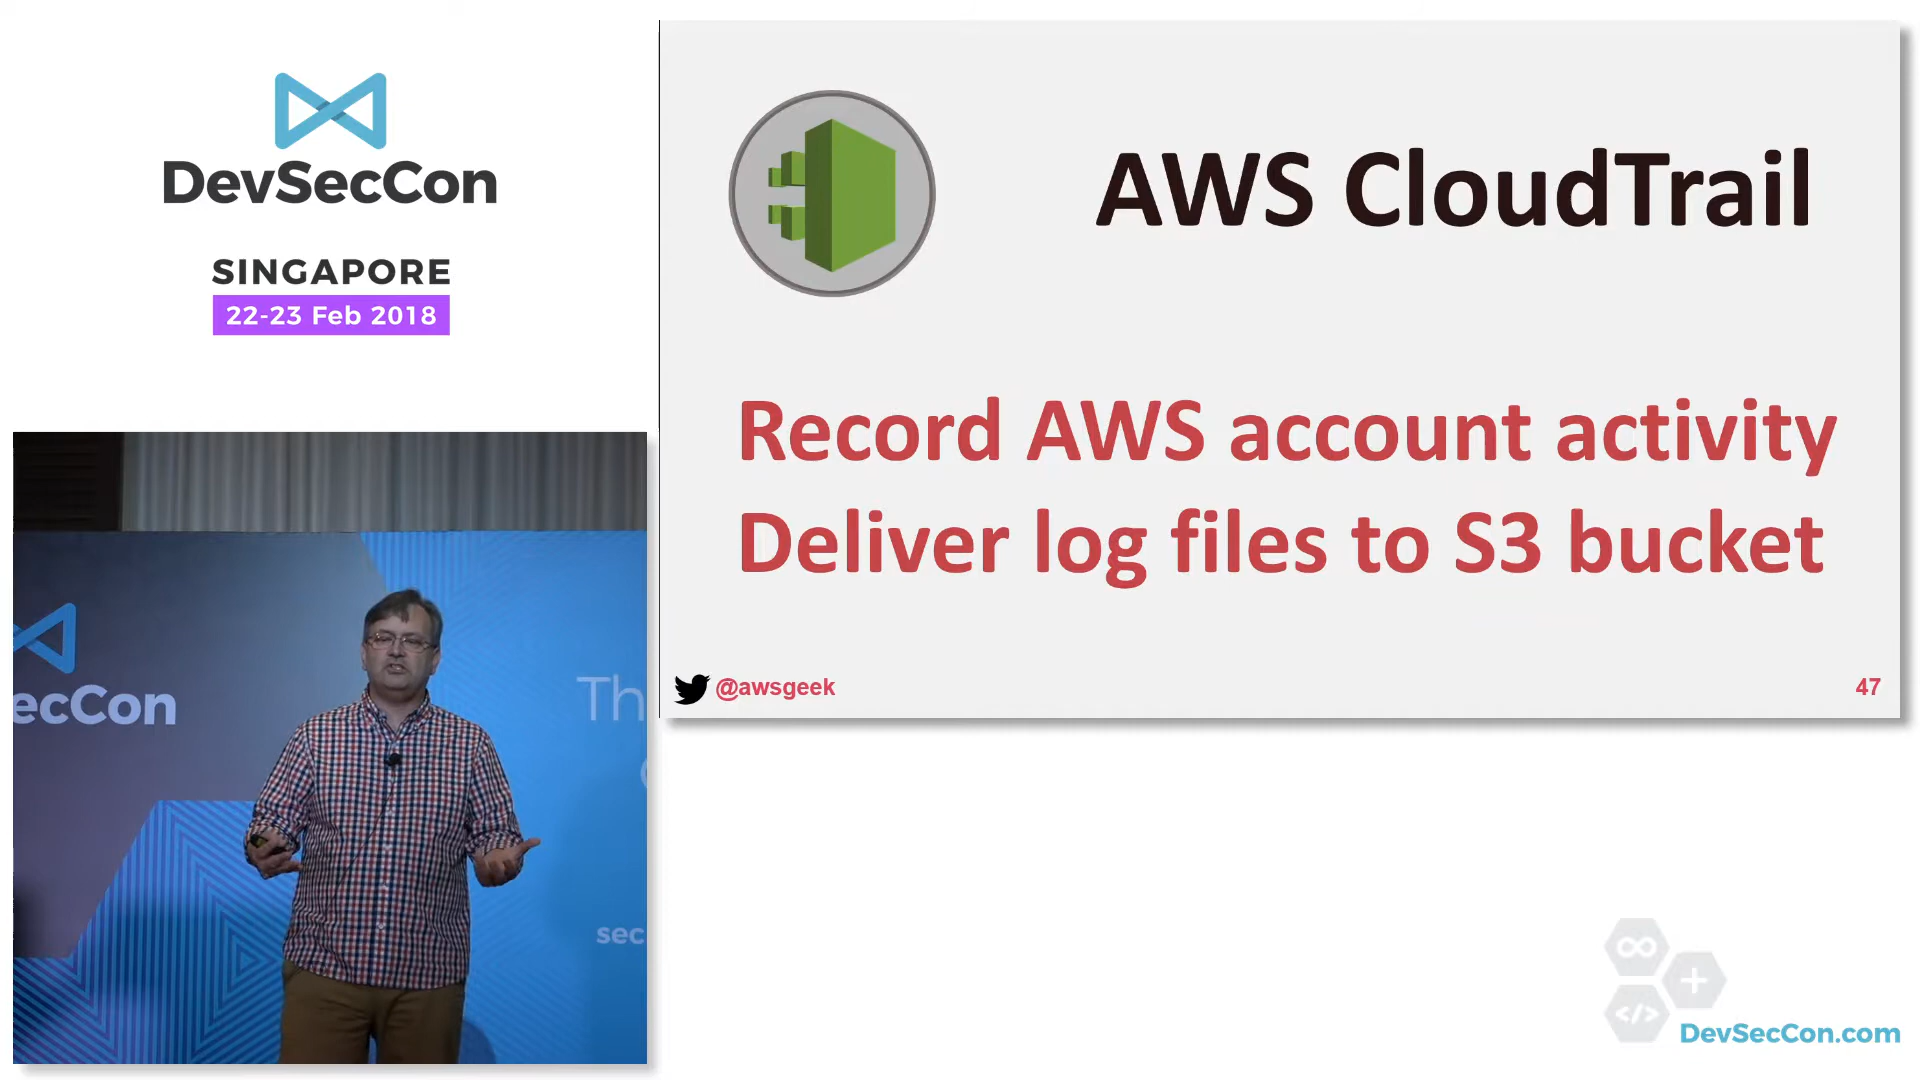 DevSecCon
SINGAPORE
22-23 Feb 2018
AWS CloudTrail
Record AWS account activity
Deliver log files to S3 bucket
@awsgeek
47
ecCon
Th
sec
DevSecCon.com